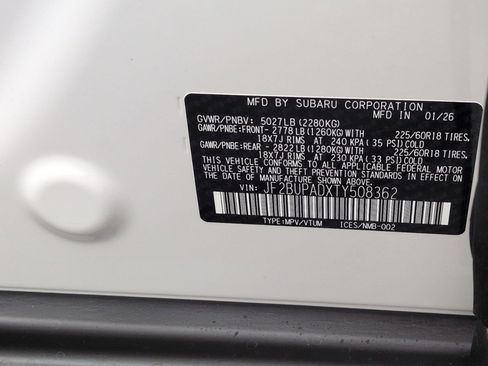 MFD BY SUBARU CORPORATION
MFD IN 01/26
GVWR/PNBV: 5027LB(2280KG)
GAWR/PNBE:FRONT- 2778LB(1260KG)WITH 225/60R18 TIRES,
18X7J RIMS AT 240 KPA(35 PSI)COLD
GAWR/PNBE:REAR - 2822LB(1280KG)WITH 225/60R18 TIRES,
18X7J RIMS AT 230 KPA(33 PSI)COLD
THIS VEHICLE CONFORMS TO ALL APPLICABLE FEDERAL MOTOR
VEHICLE SAFETY AND THEFT PREVENTION STANDARDS IN EFFECT
ON THE DATE OF MANUFACTURE SHOWN ABOVE.
VIN: JF2BUPADXTY508362
TYPE:MPV/VTUM ICES/NMB-002